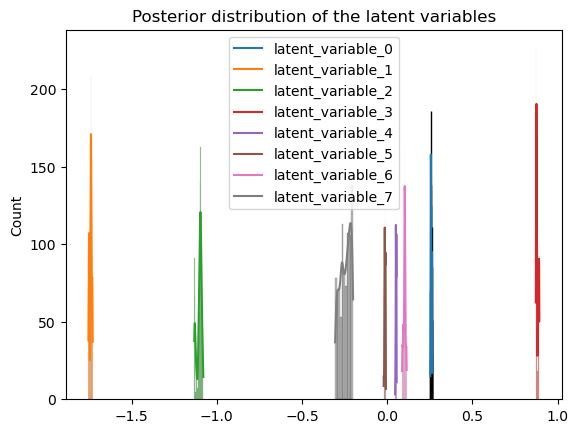 Posterior distribution of the latent variables
latent_variable_0
latent_variable_1
latent_variable_2
latent_variable_3
latent_variable_4
latent_variable_5
latent_variable_6
latent_variable_7
Count
200
150
100
50
0
−1.5
−1.0
−0.5
0.0
0.5
1.0